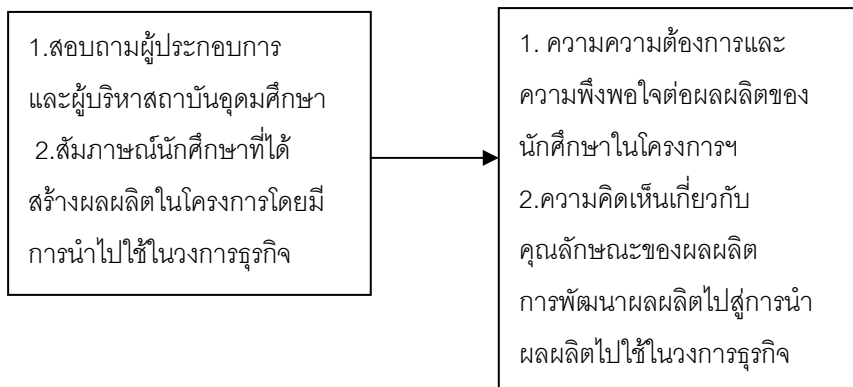 1.สอบถามผู้ประกอบการ
และผู้บริหาสถาบันอุดมศึกษา
2.สัมภาษณ์นักศึกษาที่ได้
สร้างผลผลิตในโครงการโดยมี
การนำไปใช้ในวงการธุรกิจ
1. ความความต้องการและ
ความพึงพอใจต่อผลผลิตของ
นักศึกษาในโครงการฯ
2.ความคิดเห็นเกี่ยวกับ
คุณลักษณะของผลผลิต
การพัฒนาผลผลิตไปสู่การนำ
ผลผลิตไปใช้ในวงการธุรกิจ